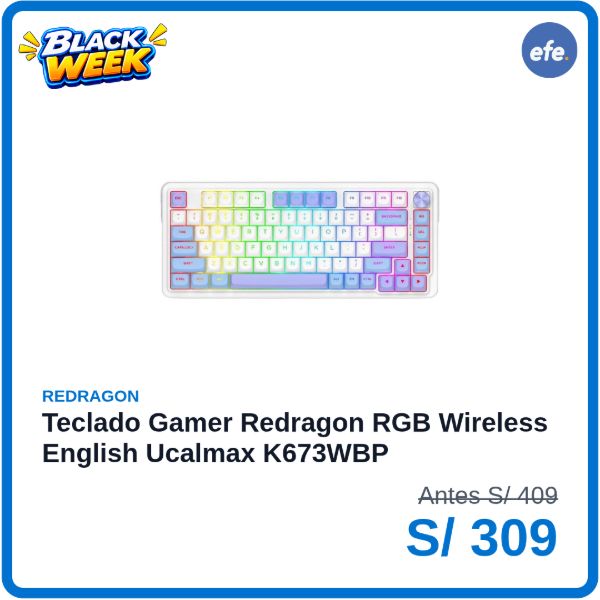 BLACK
WEEK
efe.
REDRAGON
Teclado Gamer Redragon RGB Wireless
English Ucalmax K673WBP
Antes S/ 409
S/ 309